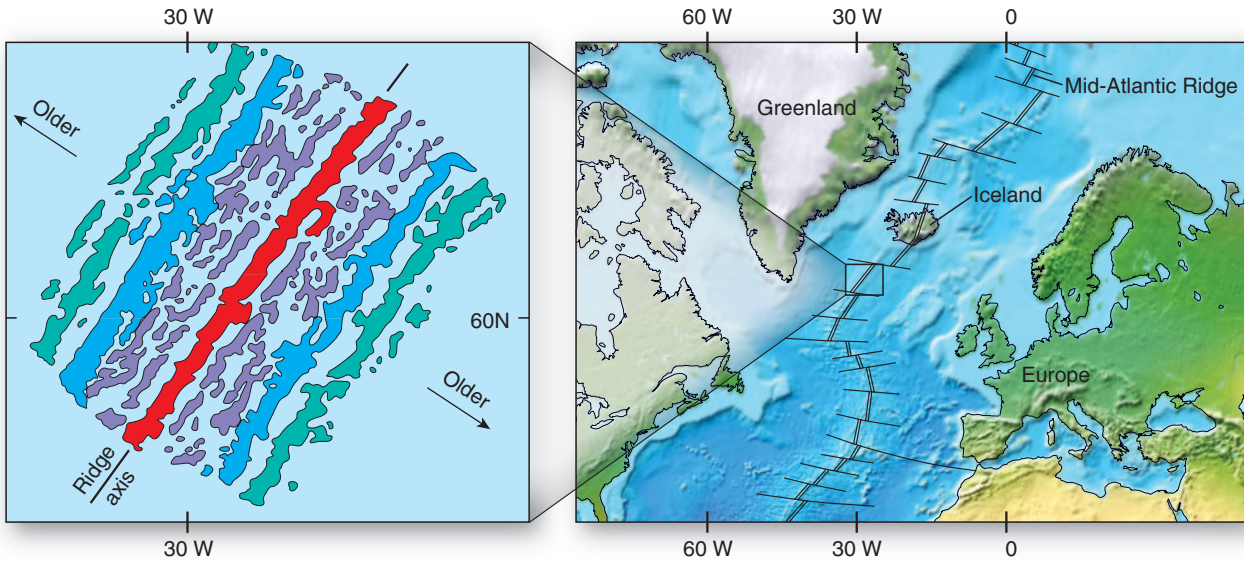 30 W
60 W
30 W
0
Older
Mid-Atlantic Ridge
Greenland
Iceland
60N
Older
Europe
Ridge
axis
30 W
60 W
30 W
0